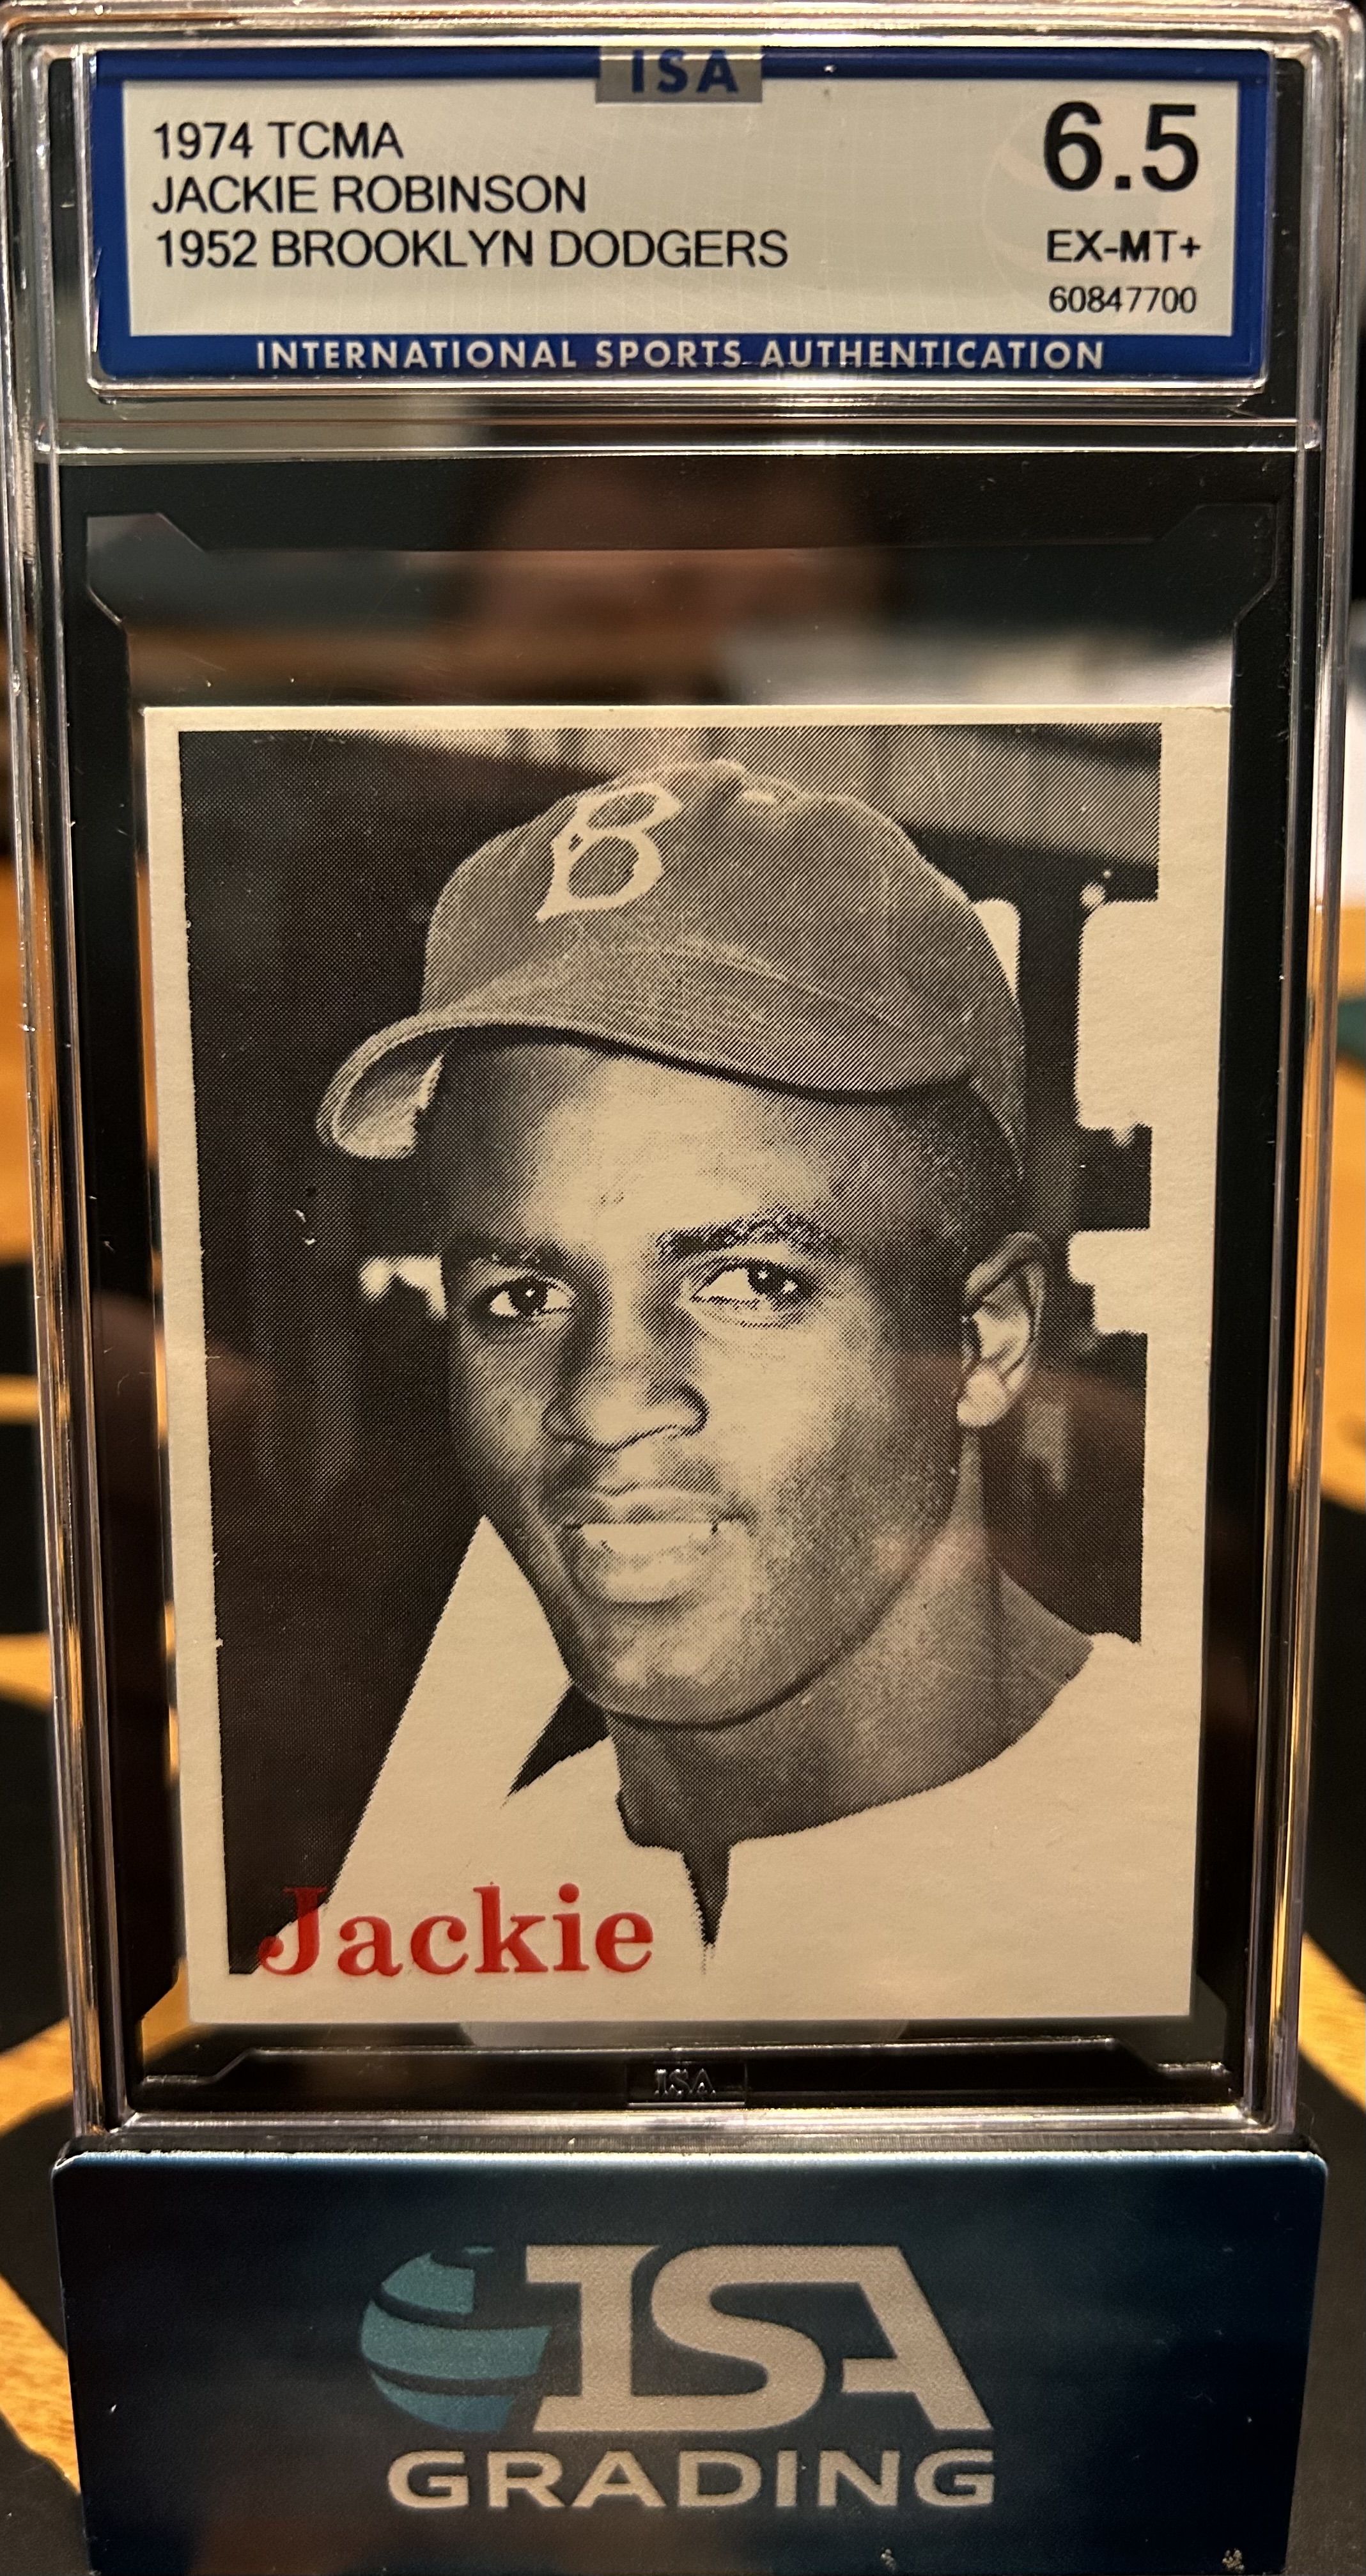 ISA
1974 TCMA
JACKIE ROBINSON
1952 BROOKLYN DODGERS
6.5
EX-MT+
60847700
INTERNATIONAL SPORTS AUTHENTICATION
B
Jackie
ISA
ISA
GRADING